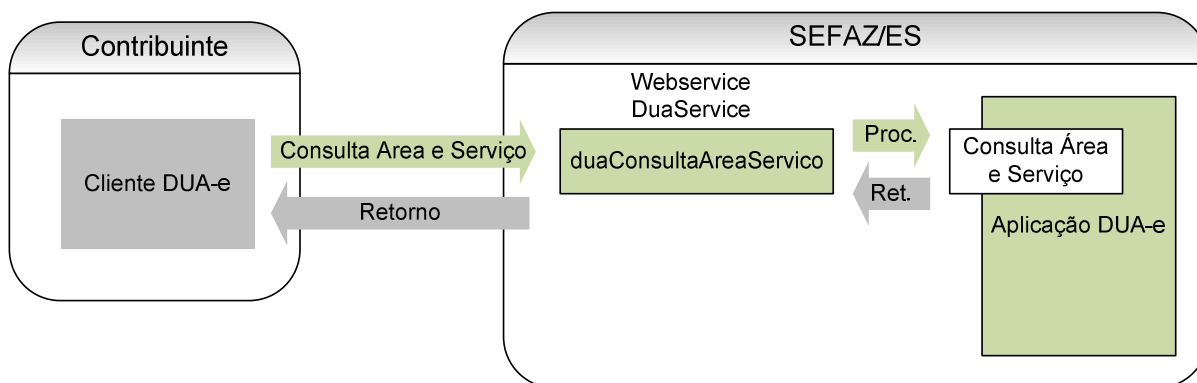 Contribuinte
SEFAZ/ES
Webservice
DuaService
Cliente DUA-e
Consulta Area e Serviço
Retorno
duaConsultaAreaServico
Proc.
Ret.
Consulta Área
e Serviço
Aplicação DUA-e